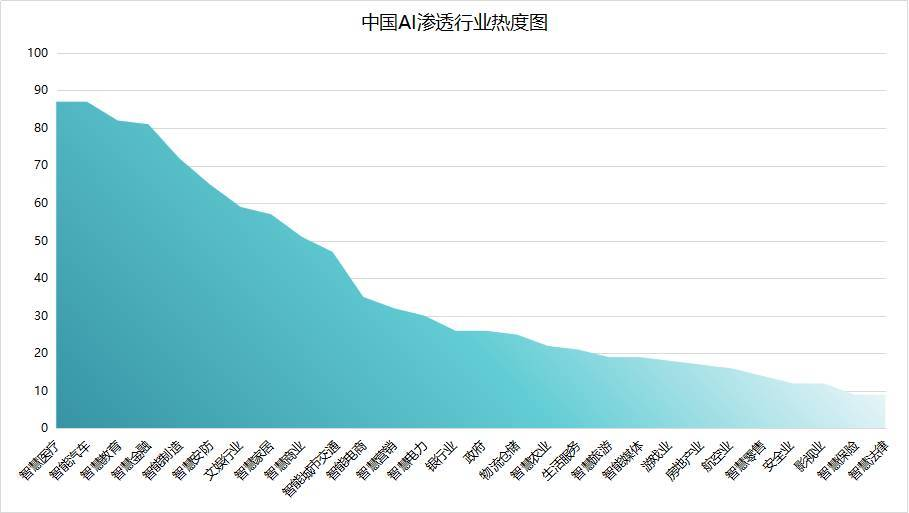 中国AI渗透行业热度图
100
90
80
70
60
50
40
30
20
10
0
智慧医疗
智能汽车
智慧教育
智慧金融
智能制造
智慧安防
文娱行业
智慧家居
智慧商业
智能城市交通
智能电商
智慧营销
智慧电力
银行业
政府
物流仓储
智慧农业
生活服务
智慧旅游
智能媒体
游戏业
房地产业
航空业
智慧零售
安全业
影视业
智慧保险
智慧法律